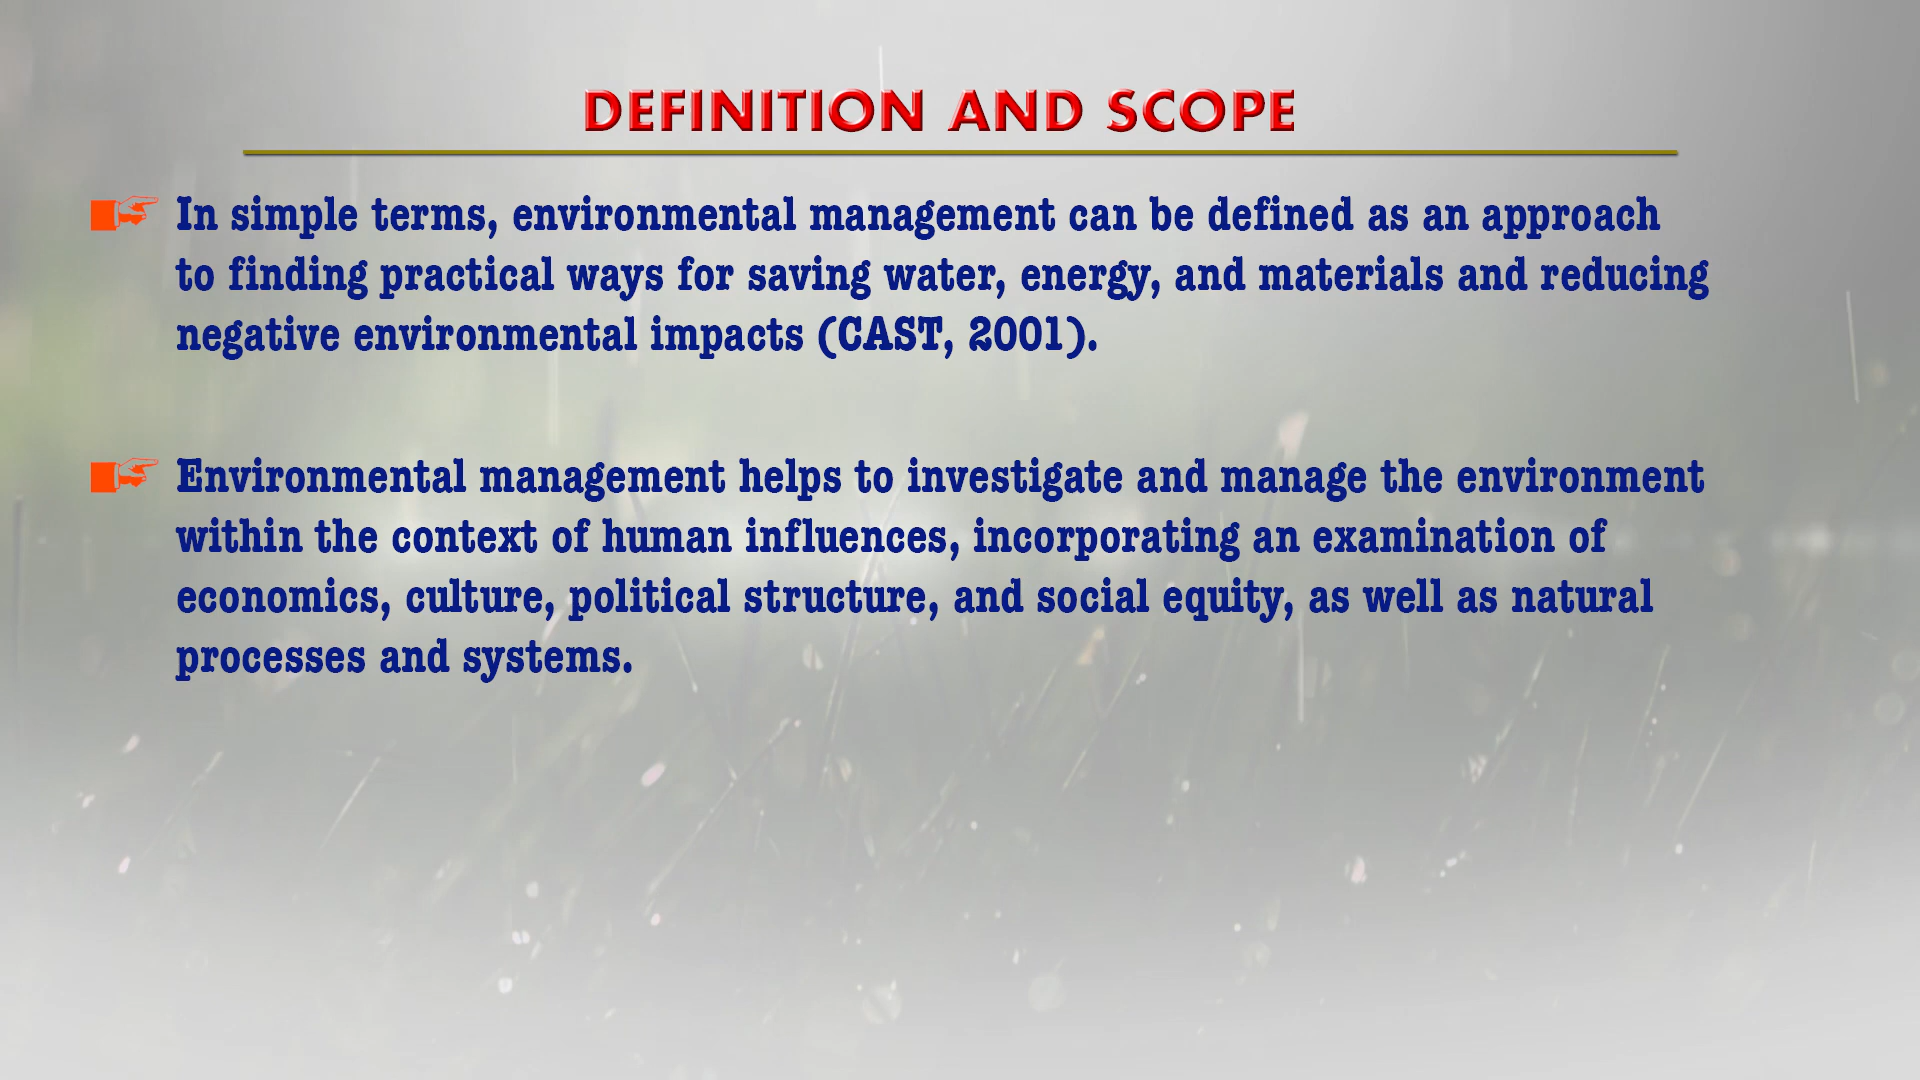 DEFINITION AND SCOPE
In simple terms, environmental management can be defined as an approach
to finding practical ways for saving water, energy, and materials and reducing
negative environmental impacts (CAST, 2001).
Environmental management helps to investigate and manage the environment
within the context of human influences, incorporating an examination of
economics, culture, political structure, and social equity, as well as natural
processes and systems.